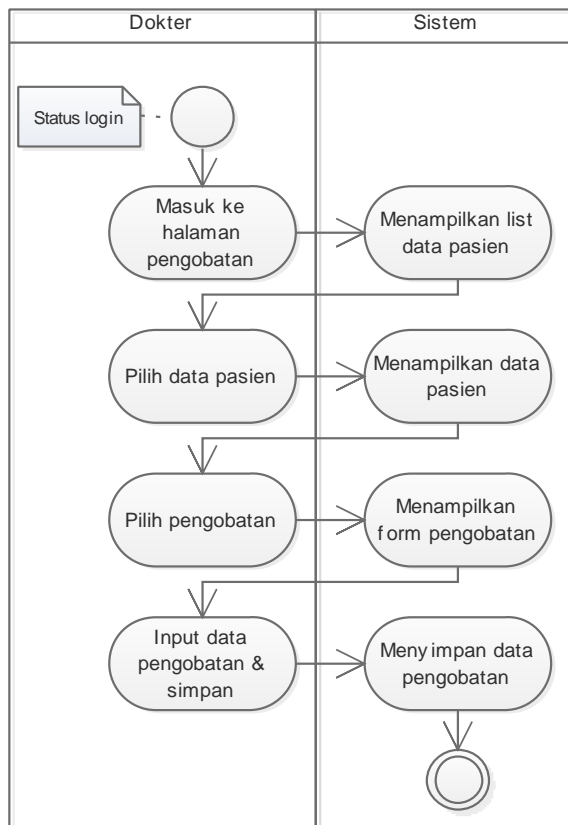 Dokter
Sistem
Status login
Masuk ke
halaman
pengobatan
Menampilkan list
data pasien
Pilih data pasien
Menampilkan data
pasien
Pilih pengobatan
Menampilkan
form pengobatan
Input data
pengobatan &
simpan
Menyimpan data
pengobatan